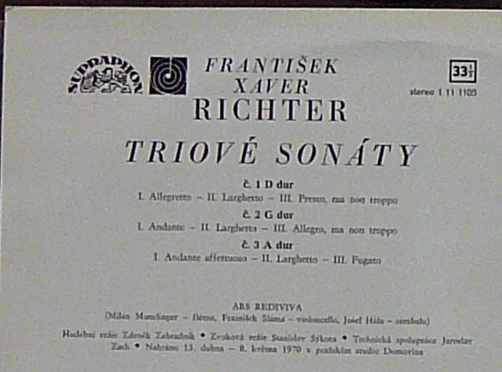 SUPRAPHON
FRANTIŠEK
XAVER
RICHTER
33⅓
stereo 1 11 1105
TRIOVÉ SONÁTY
č. 1 D dur
I. Allegretto – II. Larghetto – III. Presto, ma non troppo
č. 2 G dur
I. Andante – II. Larghetto – III. Allegro, ma non troppo
č. 3 A dur
I. Andante affettuoso – II. Larghetto – III. Fugato
ARS REDIVIVA
(Milan Munclinger – flétna, František Sláma – violoncello, Josef Hála – cembalo)
Hudební režie Zdeněk Zahradník • Zvuková režie Stanislav Sýkora • Technická spolupráce Jaroslav
Zach • Nahráno 13. dubna – 8. května 1970 v pražském studiu Domovina